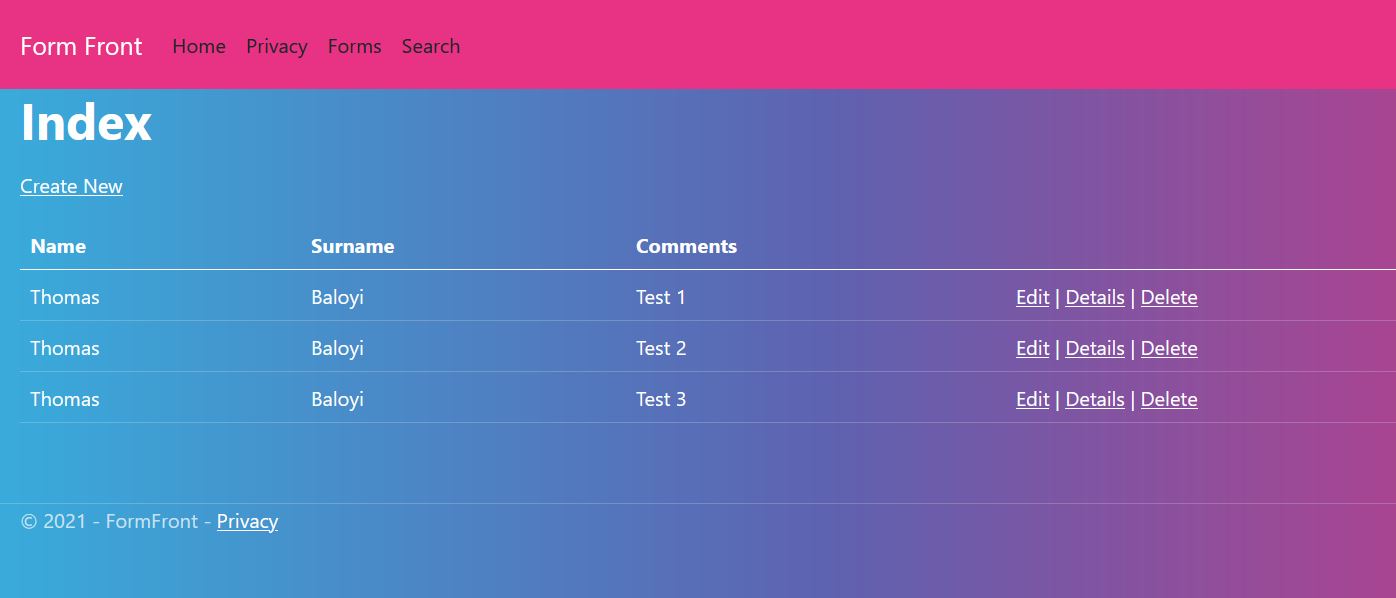 Form Front Home Privacy Forms Search
Index
Create New
Name Surname Comments
Thomas Baloyi Test 1 Edit | Details | Delete
Thomas Baloyi Test 2 Edit | Details | Delete
Thomas Baloyi Test 3 Edit | Details | Delete
© 2021 - FormFront - Privacy